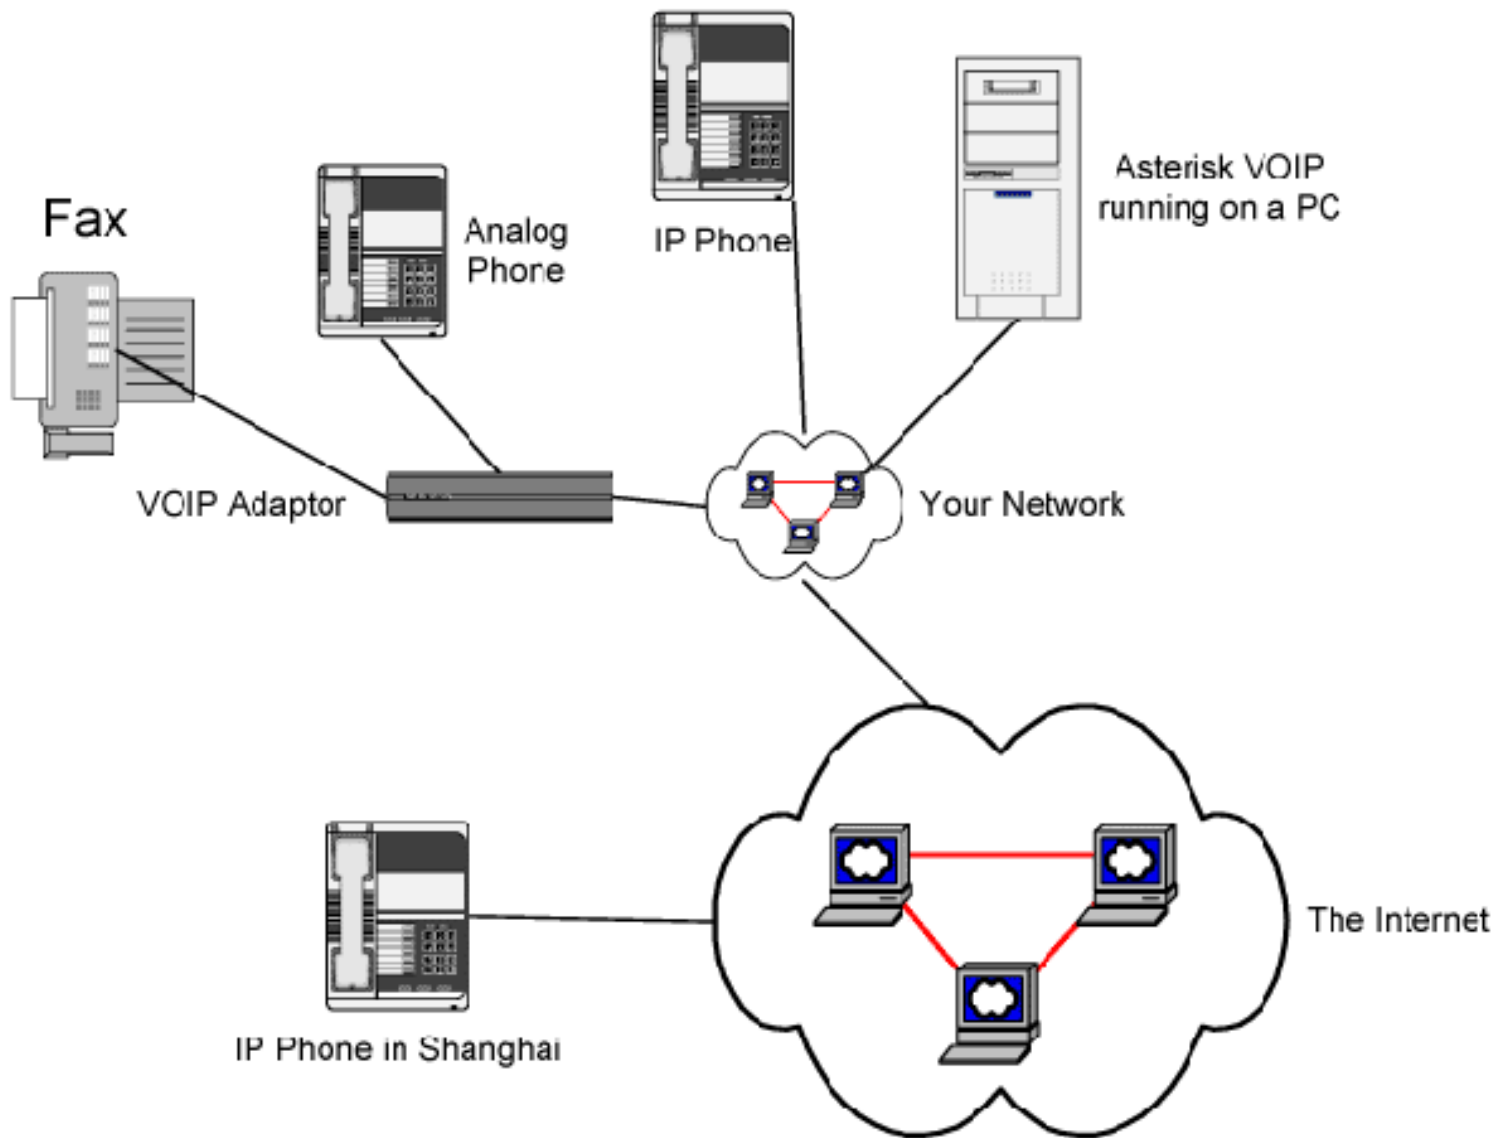 IP Phone
Asterisk VOIP
running on a PC
Fax
Analog
Phone
VOIP Adaptor
Your Network
The Internet
IP Phone in Shanghai